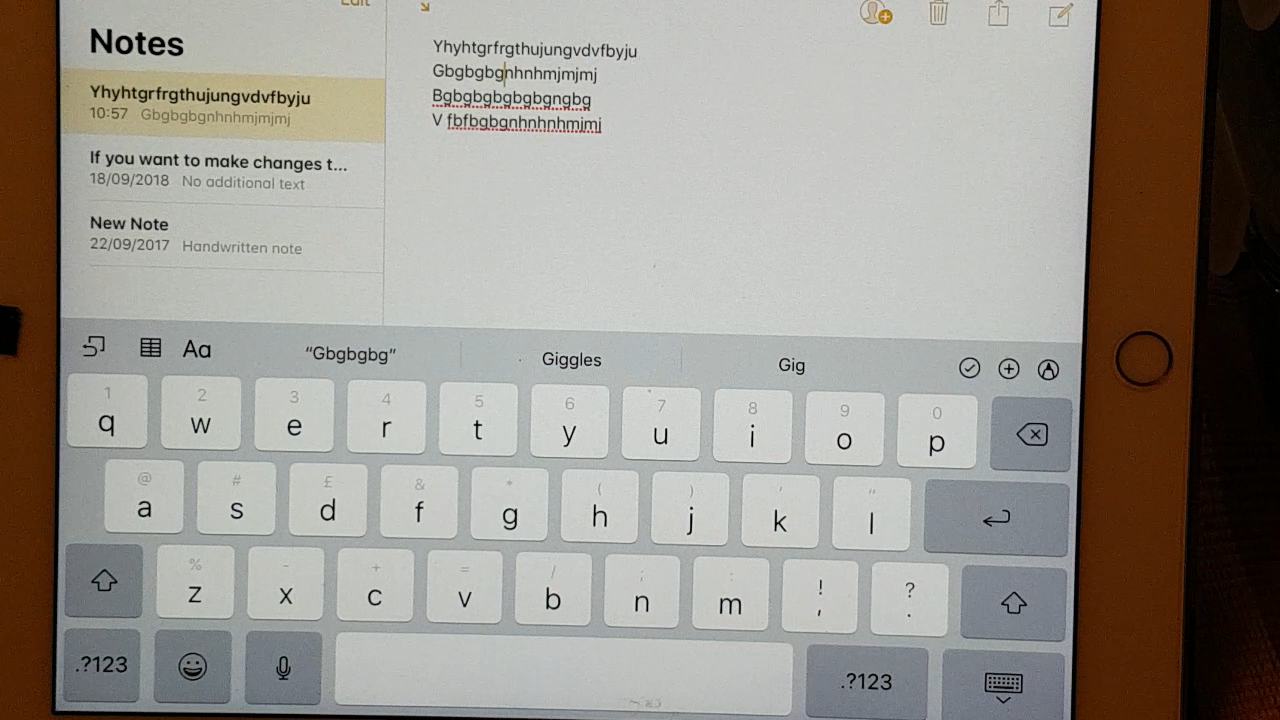 Edit
Notes
Yhyhtgrfrgthujungvdvfbyju
10:57 Gbgbgbgnhnhmjmjmj
If you want to make changes t...
18/09/2018 No additional text
New Note
22/09/2017 Handwritten note
Yhyhtgrfrgthujungvdvfbyju
Gbgbgbgnhnhmjmjmj
Bgbgbgbgbgbgngbg
V fbfbgbgnhnhnhmjmj
Aa "Gbgbgbg" Giggles Gig
1 2 3 4 5 6 7 8 9 0
q w e r t y u i o p
@ # £ & * ( ) ' "
a s d f g h j k l
% - + = / ; : ! ?
z x c v b n m , .
.?123 .?123